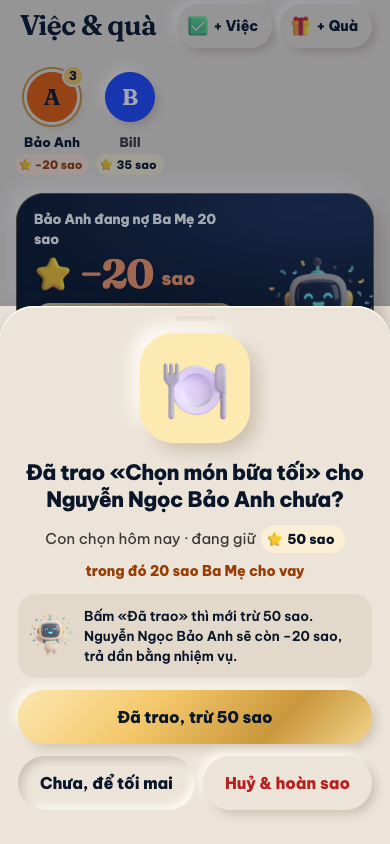 Việc & quà
+ Việc
+ Quà
A
3
B
Bảo Anh
Bill
-20 sao
35 sao
Bảo Anh đang nợ Ba Mẹ 20
sao
-20 sao
Đã trao «Chọn món bữa tối» cho
Nguyễn Ngọc Bảo Anh chưa?
Con chọn hôm nay · đang giữ 50 sao
trong đó 20 sao Ba Mẹ cho vay
Bấm «Đã trao» thì mới trừ 50 sao.
Nguyễn Ngọc Bảo Anh sẽ còn -20 sao,
trả dần bằng nhiệm vụ.
Đã trao, trừ 50 sao
Chưa, để tối mai
Huỷ & hoàn sao